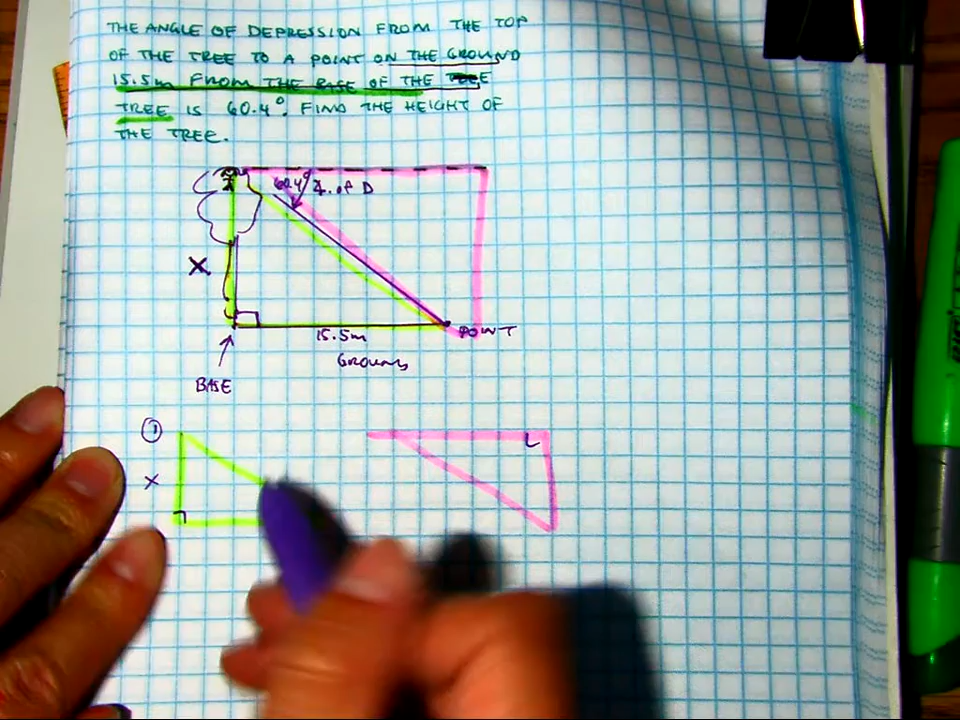 THE ANGLE OF DEPRESSION FROM THE TOP
OF THE TREE TO A POINT ON THE GROUND
15.5m FROM THE BASE OF THE
TREE IS 60.4°. FIND THE HEIGHT OF
THE TREE.
60.4° ∡ of D
X
15.5m
POINT
GROUND
BASE
①
X